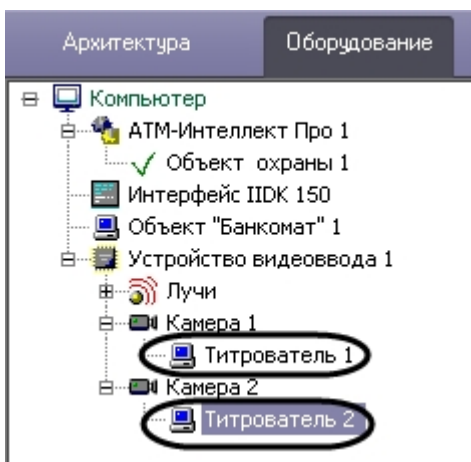 Архитектура Оборудование
Компьютер
АТМ-Интеллект Про 1
Объект охраны 1
Интерфейс IIDK 150
Объект "Банкомат" 1
Устройство видеоввода 1
Лучи
Камера 1
Титрователь 1
Камера 2
Титрователь 2